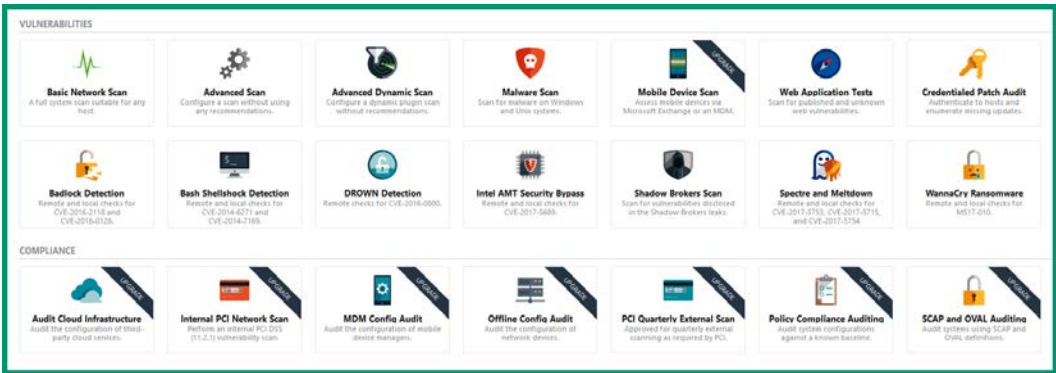 VULNERABILITIES
Basic Network Scan
A full system scan suitable for any
host.
Advanced Scan
Configure a scan without using
any recommendations.
Advanced Dynamic Scan
Configure a dynamic plugin scan
without recommendations.
Malware Scan
Scan for malware on Windows
and Unix systems.
UPGRADE
Mobile Device Scan
Assess mobile devices via
Microsoft Exchange or an MDM.
Web Application Tests
Scan for published and unknown
web vulnerabilities.
Credentialed Patch Audit
Authenticate to hosts and
enumerate missing updates.
Badlock Detection
Remote and local checks for
CVE-2016-2118 and
CVE-2016-0128.
Bash Shellshock Detection
Remote and local checks for
CVE-2014-6271 and
CVE-2014-7169.
DROWN Detection
Remote checks for CVE-2016-0800.
Intel AMT Security Bypass
Remote and local checks for
CVE-2017-5689.
Shadow Brokers Scan
Scan for vulnerabilities disclosed
in the Shadow Brokers leaks.
Spectre and Meltdown
Remote and local checks for
CVE-2017-5753, CVE-2017-5715,
and CVE-2017-5754
WannaCry Ransomware
Remote and local checks for
MS17-010.
COMPLIANCE
UPGRADE
Audit Cloud Infrastructure
Audit the configuration of third-
party cloud services.
UPGRADE
Internal PCI Network Scan
Perform an internal PCI DSS
(11.2.1) vulnerability scan.
UPGRADE
MDM Config Audit
Audit the configuration of mobile
device managers.
UPGRADE
Offline Config Audit
Audit the configuration of
network devices.
UPGRADE
PCI Quarterly External Scan
Approved for quarterly external
scanning as required by PCI.
UPGRADE
Policy Compliance Auditing
Audit system configurations
against a known baseline.
UPGRADE
SCAP and OVAL Auditing
Audit systems using SCAP and
OVAL definitions.